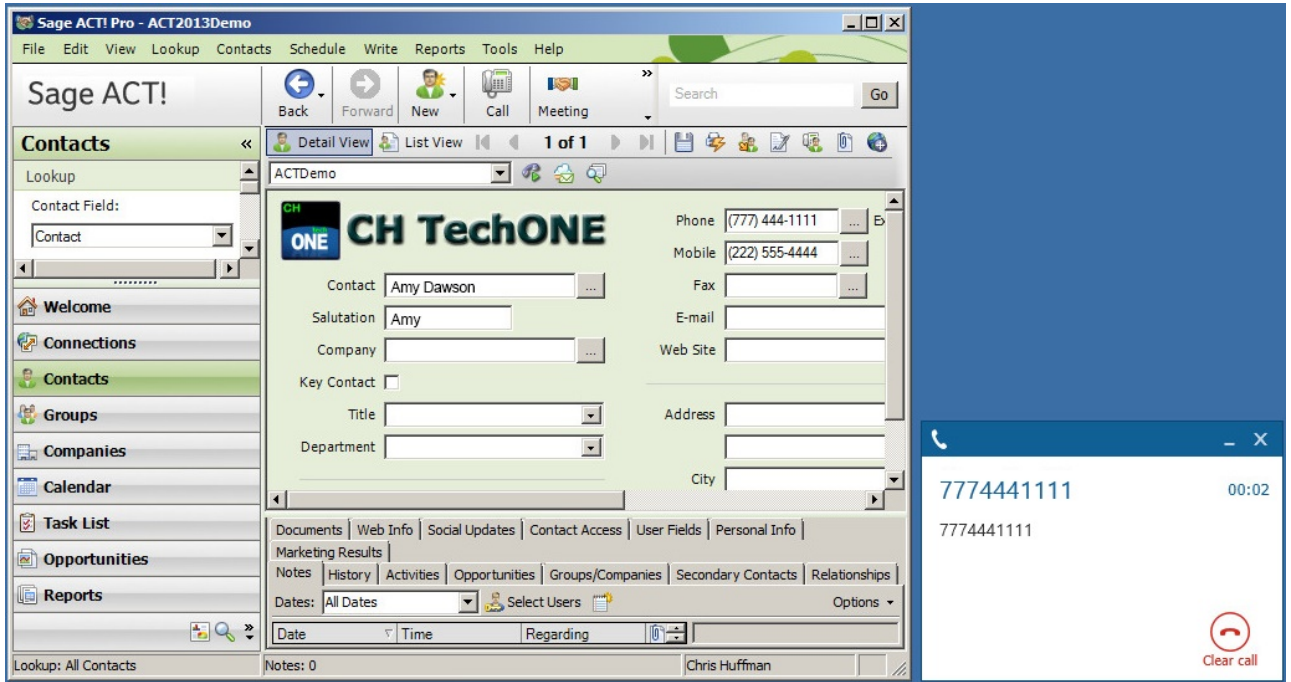 Sage ACT! Pro - ACT2013Demo
File Edit View Lookup Contacts Schedule Write Reports Tools Help
Sage ACT!
Back Forward New Call Meeting
Search Go
Contacts
Detail View List View 1 of 1
Lookup
ACTDemo
Contact Field:
Contact
CH
ONE
CH TechONE
Phone (777) 444-1111 ...
Mobile (222) 555-4444 ...
Contact Amy Dawson ...
Fax ...
Salutation Amy
E-mail
Company ...
Web Site
Key Contact
Title
Address
Department
City
Welcome
Connections
Contacts
Groups
Companies
Calendar
Task List
Opportunities
Reports
Documents Web Info Social Updates Contact Access User Fields Personal Info
Marketing Results
Notes History Activities Opportunities Groups/Companies Secondary Contacts Relationships
Dates: All Dates Select Users Options
Date Time Regarding
Lookup: All Contacts Notes: 0 Chris Huffman
7774441111 00:02
7774441111
Clear call